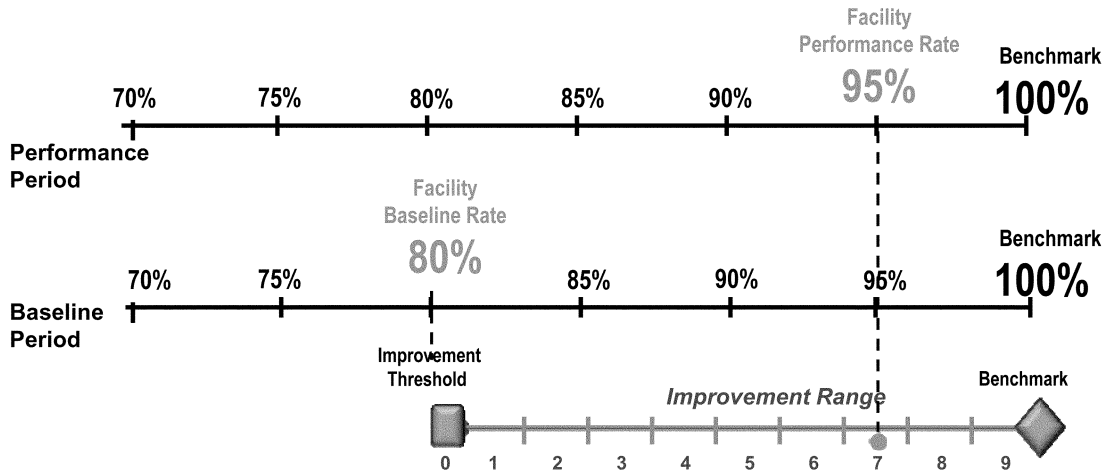 Facility
Performance Rate
Benchmark
70% 75% 80% 85% 90% 95% 100%
Performance
Period
Facility
Baseline Rate
80%
Benchmark
70% 75% 85% 90% 95% 100%
Baseline
Period
Improvement
Threshold
Improvement Range
Benchmark
0 1 2 3 4 5 6 7 8 9